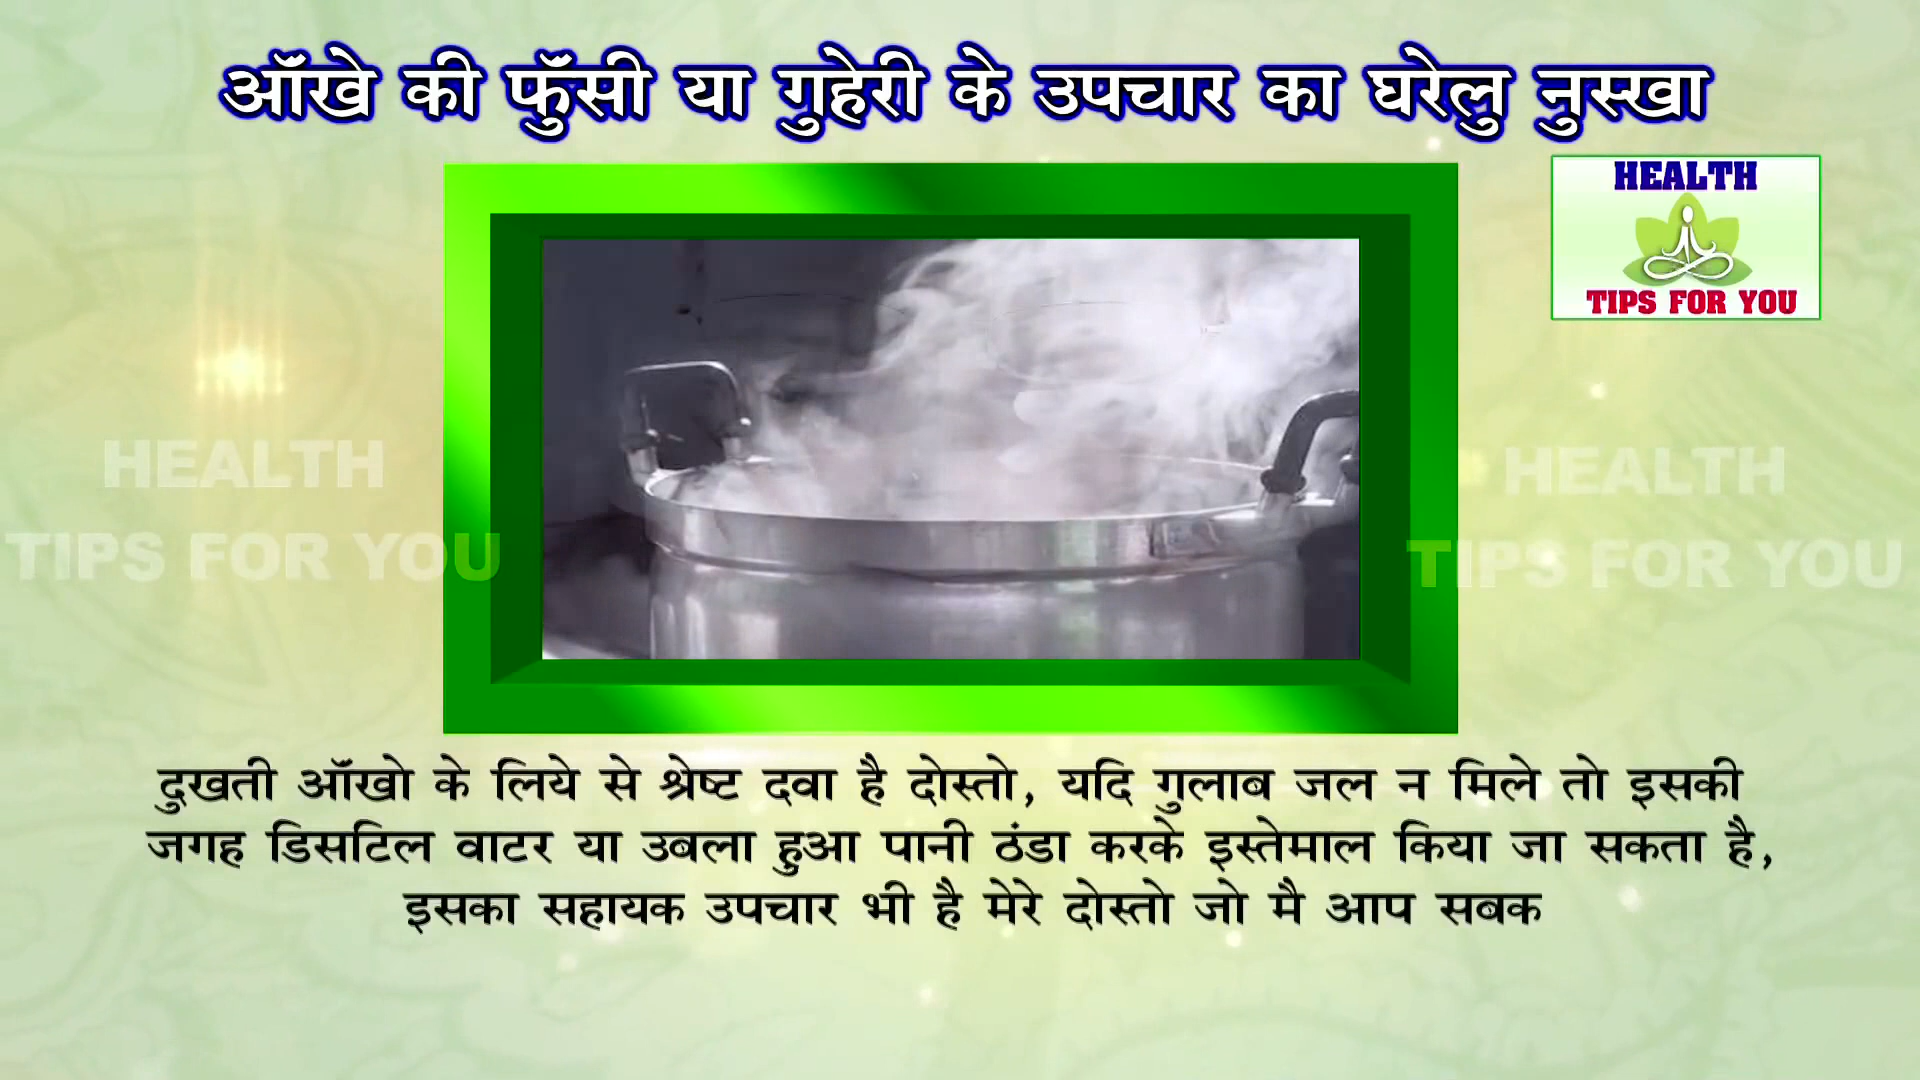 आँखे की फुँसी या गुहेरी के उपचार का घरेलु नुस्खा
HEALTH
TIPS FOR YOU
HEALTH
TIPS FOR YOU
HEALTH
TIPS FOR YOU
दुखती आँखो के लिये से श्रेष्ट दवा है दोस्तो, यदि गुलाब जल न मिले तो इसकी
जगह डिसटिल वाटर या उबला हुआ पानी ठंडा करके इस्तेमाल किया जा सकता है,
इसका सहायक उपचार भी है मेरे दोस्तो जो मै आप सबक